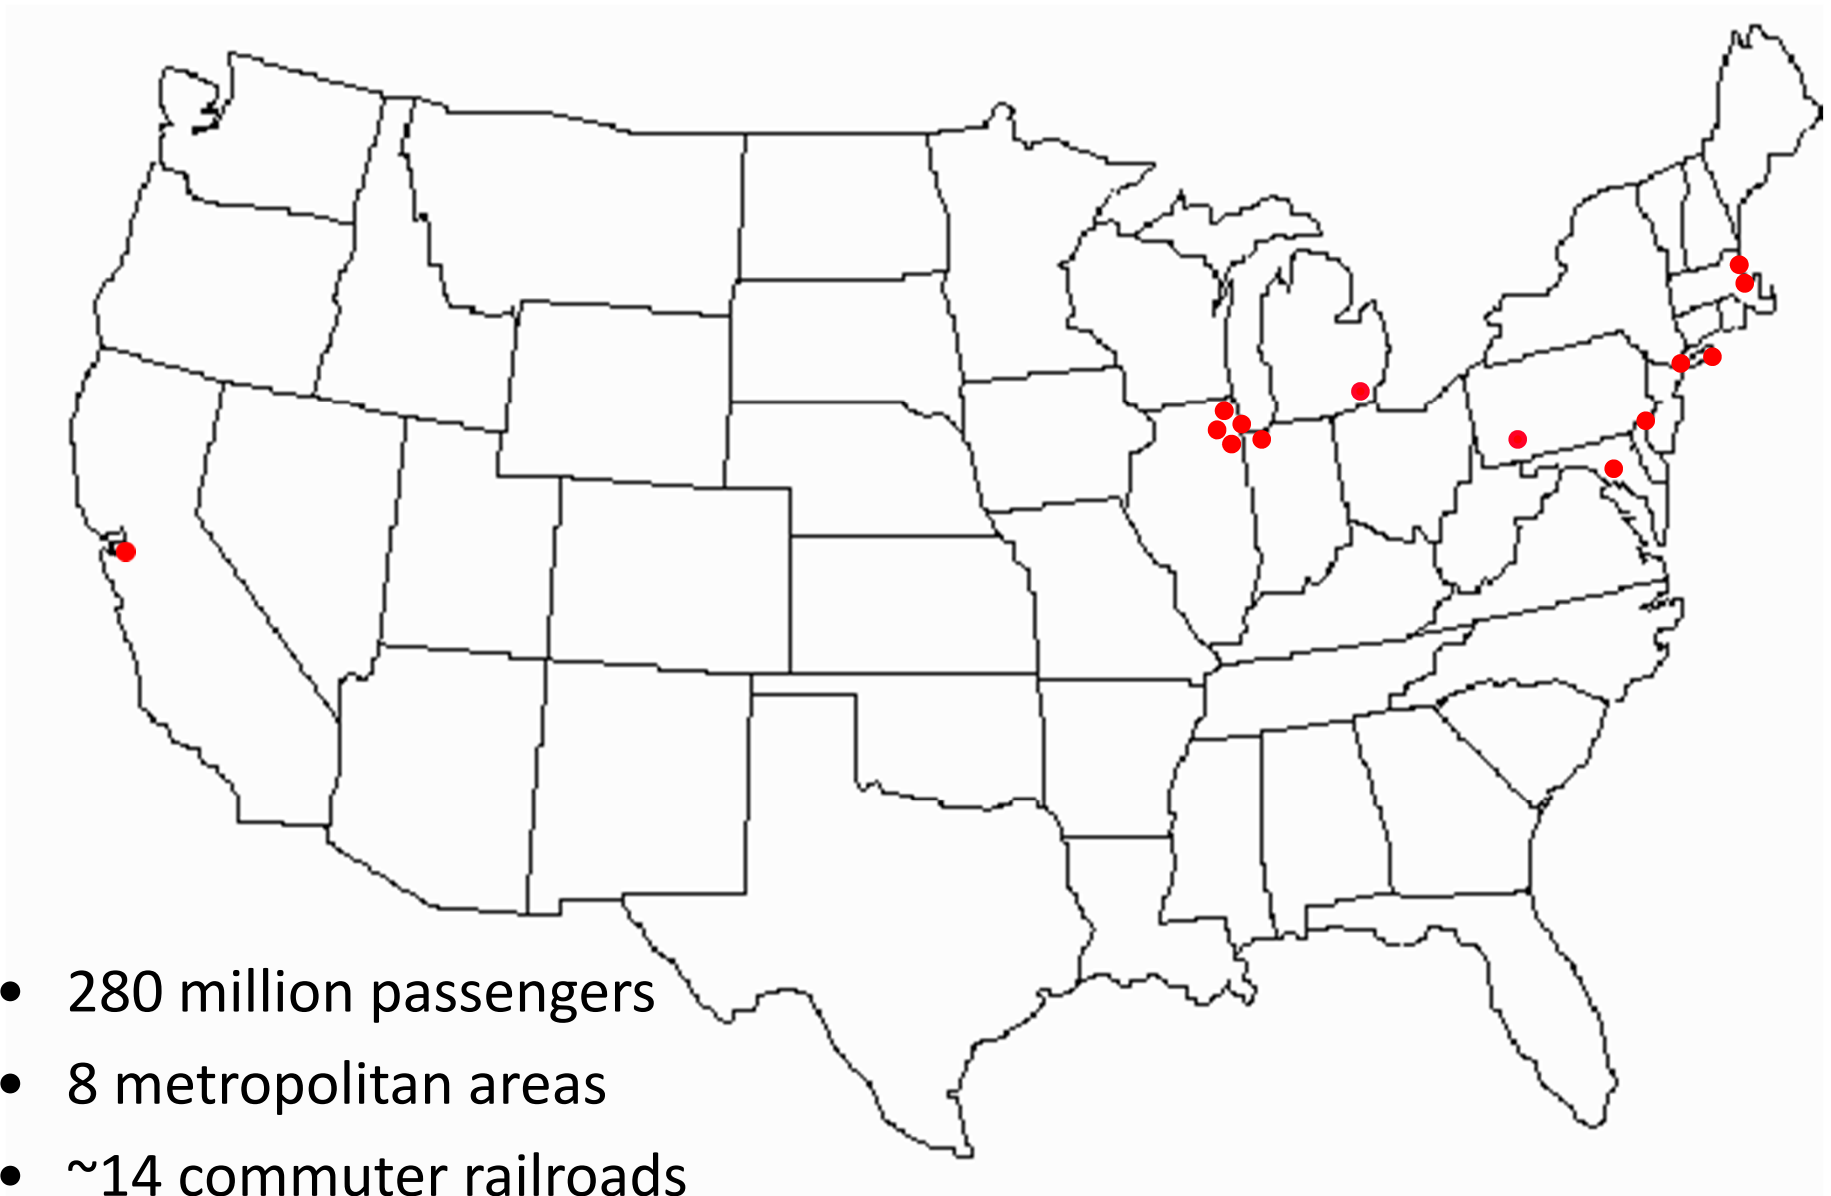 • 280 million passengers
• 8 metropolitan areas
• ~14 commuter railroads